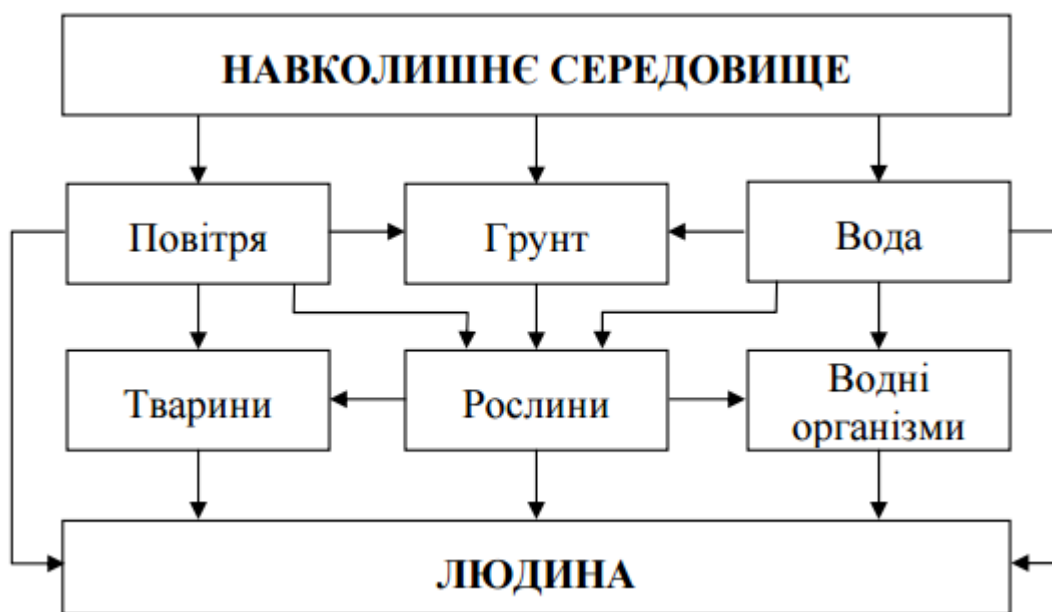 НАВКОЛИШНЄ СЕРЕДОВИЩЕ
Повітря
Грунт
Вода
Тварини
Рослини
Водні
організми
ЛЮДИНА